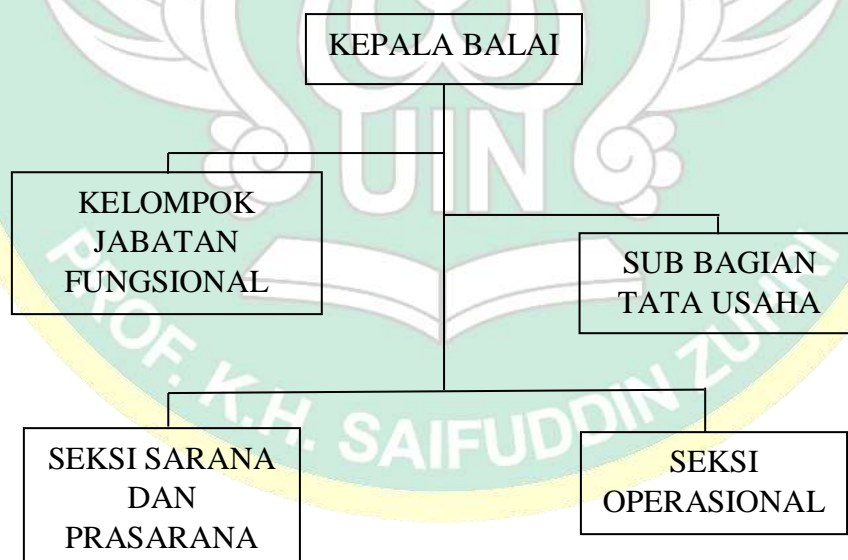 KEPALA BALAI
KELOMPOK
JABATAN
FUNGSIONAL
SUB BAGIAN
TATA USAHA
SEKSI SARANA
DAN
PRASARANA
SEKSI
OPERASIONAL
UIN
PROF. K.H. SAIFUDDIN ZUHRI